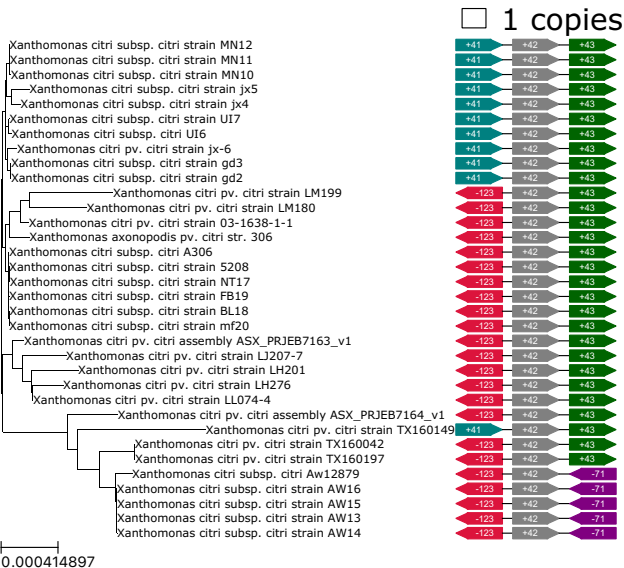 1 copies
Xanthomonas citri subsp. citri strain MN12 +41 +42 +43
Xanthomonas citri subsp. citri strain MN11 +41 +42 +43
Xanthomonas citri subsp. citri strain MN10 +41 +42 +43
Xanthomonas citri subsp. citri strain jx5 +41 +42 +43
Xanthomonas citri subsp. citri strain jx4 +41 +42 +43
Xanthomonas citri subsp. citri strain UI7 +41 +42 +43
Xanthomonas citri subsp. citri UI6 +41 +42 +43
Xanthomonas citri pv. citri strain jx-6 +41 +42 +43
Xanthomonas citri subsp. citri strain gd3 +41 +42 +43
Xanthomonas citri subsp. citri strain gd2 +41 +42 +43
Xanthomonas citri pv. citri strain LM199 -123 +42 +43
Xanthomonas citri pv. citri strain LM180 -123 +42 +43
Xanthomonas citri pv. citri strain 03-1638-1-1 -123 +42 +43
Xanthomonas axonopodis pv. citri str. 306 -123 +42 +43
Xanthomonas citri subsp. citri A306 -123 +42 +43
Xanthomonas citri subsp. citri strain 5208 -123 +42 +43
Xanthomonas citri subsp. citri strain NT17 -123 +42 +43
Xanthomonas citri subsp. citri strain FB19 -123 +42 +43
Xanthomonas citri subsp. citri strain BL18 -123 +42 +43
Xanthomonas citri subsp. citri strain mf20 -123 +42 +43
Xanthomonas citri pv. citri assembly ASX_PRJEB7163_v1 -123 +42 +43
Xanthomonas citri pv. citri strain LJ207-7 -123 +42 +43
Xanthomonas citri pv. citri strain LH201 -123 +42 +43
Xanthomonas citri pv. citri strain LH276 -123 +42 +43
Xanthomonas citri pv. citri strain LL074-4 -123 +42 +43
Xanthomonas citri pv. citri assembly ASX_PRJEB7164_v1 -123 +42 +43
Xanthomonas citri pv. citri strain TX160149 +41 +42 +43
Xanthomonas citri pv. citri strain TX160042 -123 +42 +43
Xanthomonas citri pv. citri strain TX160197 -123 +42 +43
Xanthomonas citri subsp. citri Aw12879 -123 +42 -71
Xanthomonas citri subsp. citri strain AW16 -123 +42 -71
Xanthomonas citri subsp. citri strain AW15 -123 +42 -71
Xanthomonas citri subsp. citri strain AW13 -123 +42 -71
Xanthomonas citri subsp. citri strain AW14 -123 +42 -71
0.000414897